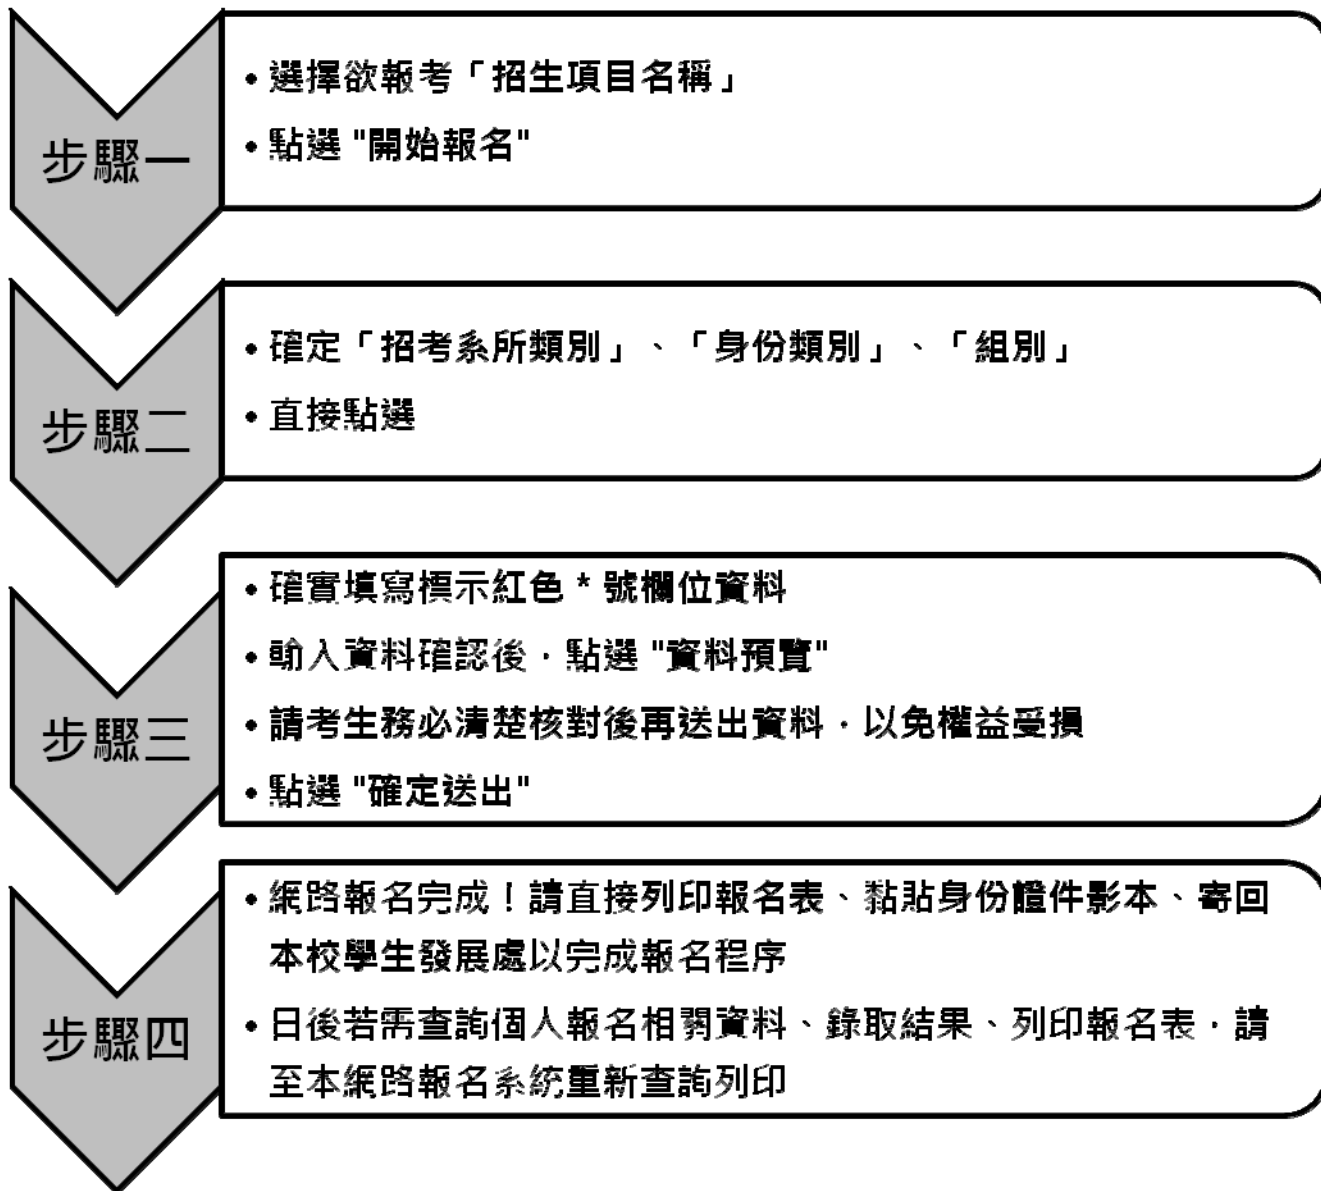 步驟一
• 選擇欲報考「招生項目名稱」
• 點選 "開始報名"
步驟二
• 確定「招考系所類別」、「身份類別」、「組別」
• 直接點選
步驟三
• 確實填寫標示紅色 * 號欄位資料
• 輸入資料確認後，點選 "資料預覽"
• 請考生務必清楚核對後再送出資料，以免權益受損
• 點選 "確定送出"
步驟四
• 網路報名完成！請直接列印報名表、黏貼身份證件影本、寄回
本校學生發展處以完成報名程序
• 日後若需查詢個人報名相關資料、錄取結果、列印報名表，請
至本網路報名系統重新查詢列印